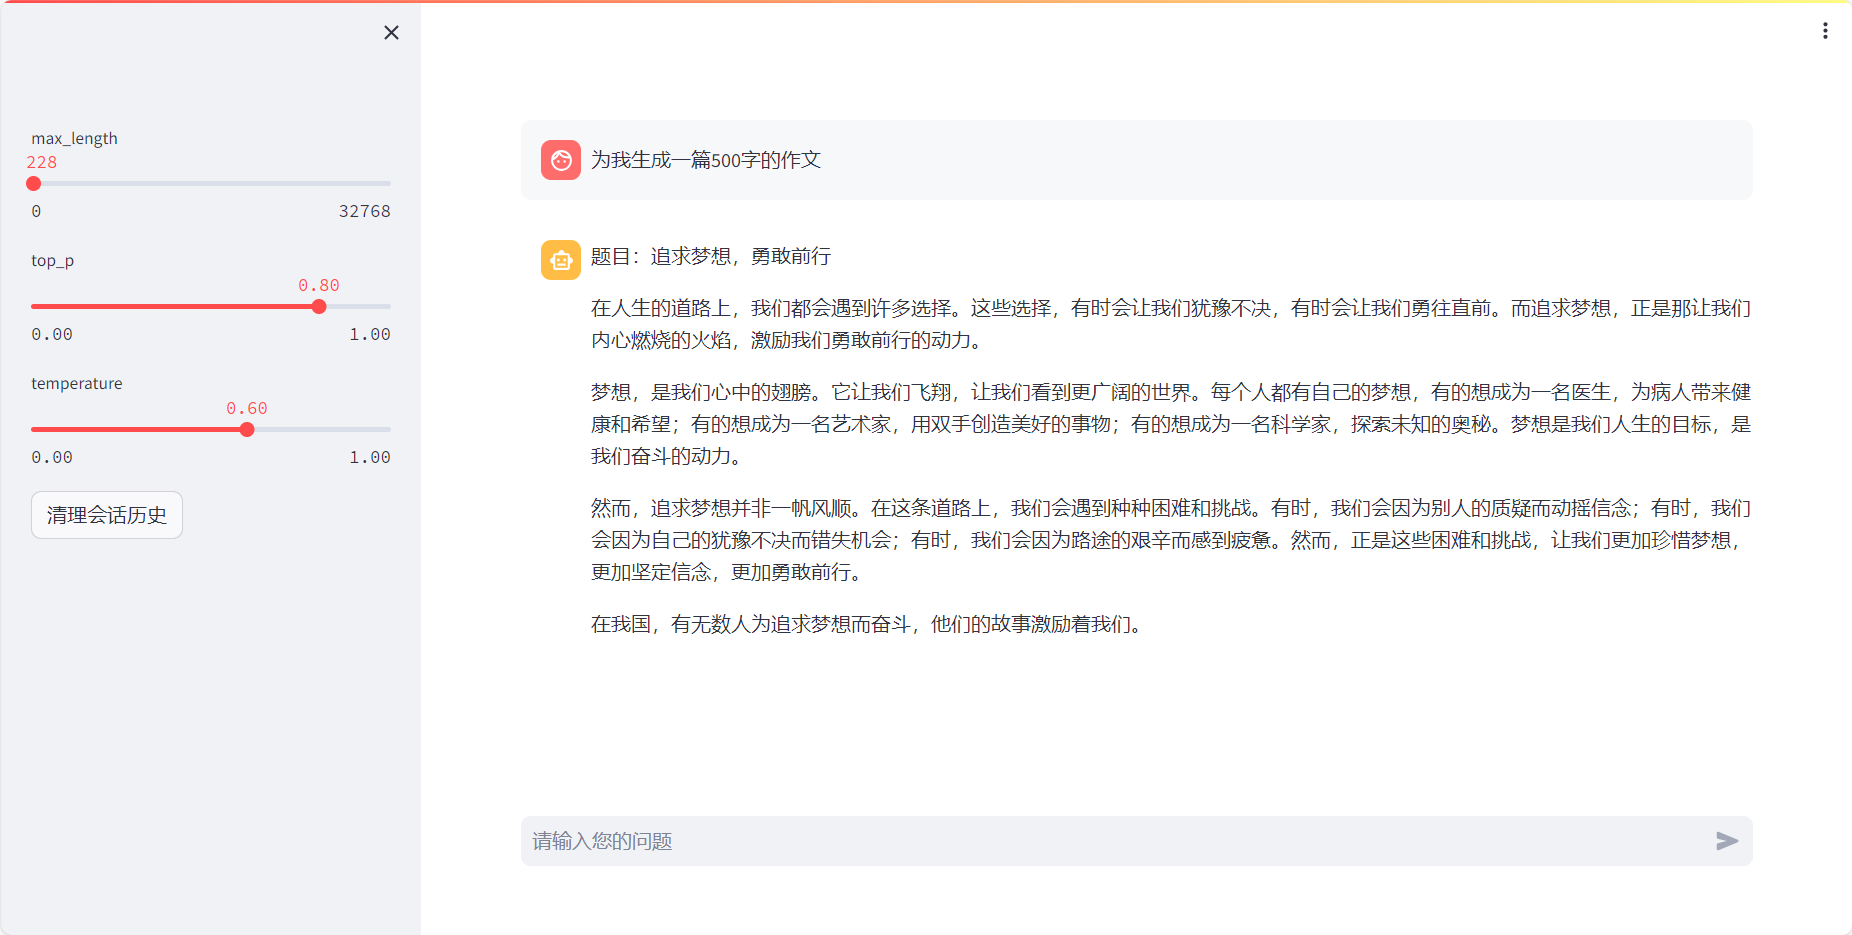 max_length
228
0 32768
top_p
0.80
0.00 1.00
temperature
0.60
0.00 1.00
清理会话历史
为我生成一篇500字的作文
题目：追求梦想，勇敢前行
在人生的道路上，我们都会遇到许多选择。这些选择，有时会让我们犹豫不决，有时会让我们勇往直前。而追求梦想，正是那让我们
内心燃烧的火焰，激励我们勇敢前行的动力。
梦想，是我们心中的翅膀。它让我们飞翔，让我们看到更广阔的世界。每个人都有自己的梦想，有的想成为一名医生，为病人带来健
康和希望；有的想成为一名艺术家，用双手创造美好的事物；有的想成为一名科学家，探索未知的奥秘。梦想是我们人生的目标，是
我们奋斗的动力。
然而，追求梦想并非一帆风顺。在这条道路上，我们会遇到种种困难和挑战。有时，我们会因为别人的质疑而动摇信念；有时，我们
会因为自己的犹豫不决而错失机会；有时，我们会因为路途的艰辛而感到疲惫。然而，正是这些困难和挑战，让我们更加珍惜梦想，
更加坚定信念，更加勇敢前行。
在我国，有无数人为追求梦想而奋斗，他们的故事激励着我们。
请输入您的问题